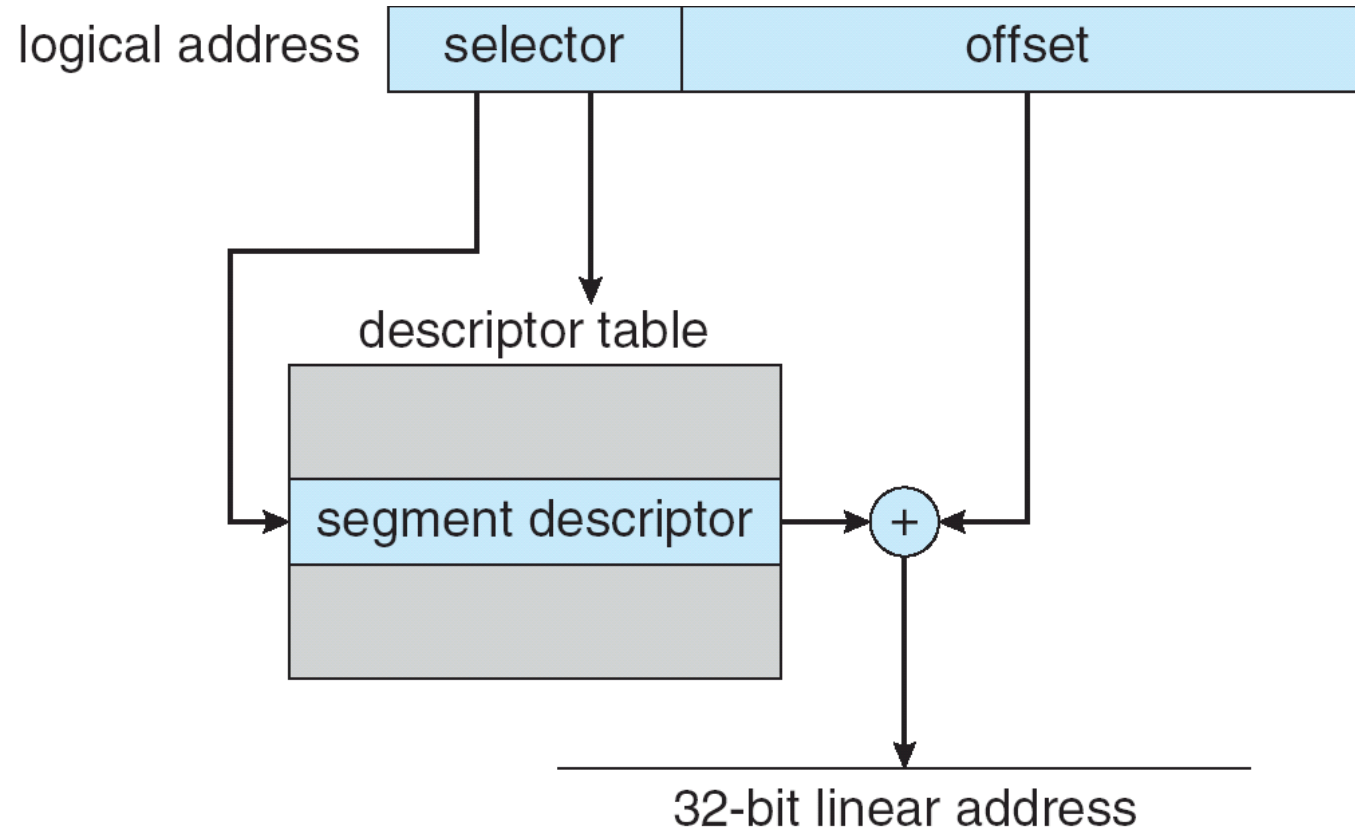 logical address selector offset
descriptor table
segment descriptor +
32-bit linear address